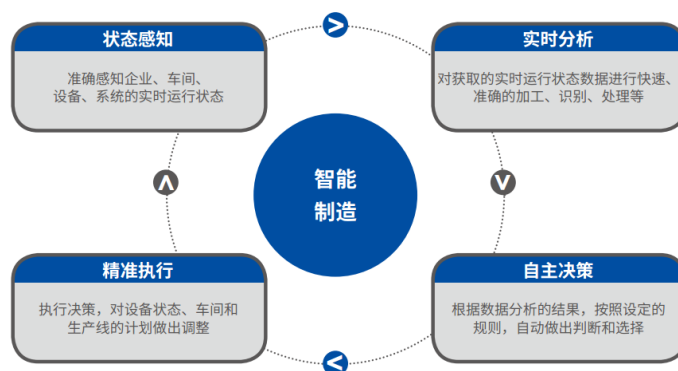 状态感知
准确感知企业、车间、
设备、系统的实时运行状态
实时分析
对获取的实时运行状态数据进行快速、
准确的加工、识别、处理等
智能
制造
精准执行
执行决策，对设备状态、车间和
生产线的计划做出调整
自主决策
根据数据分析的结果，按照设定的
规则，自动做出判断和选择